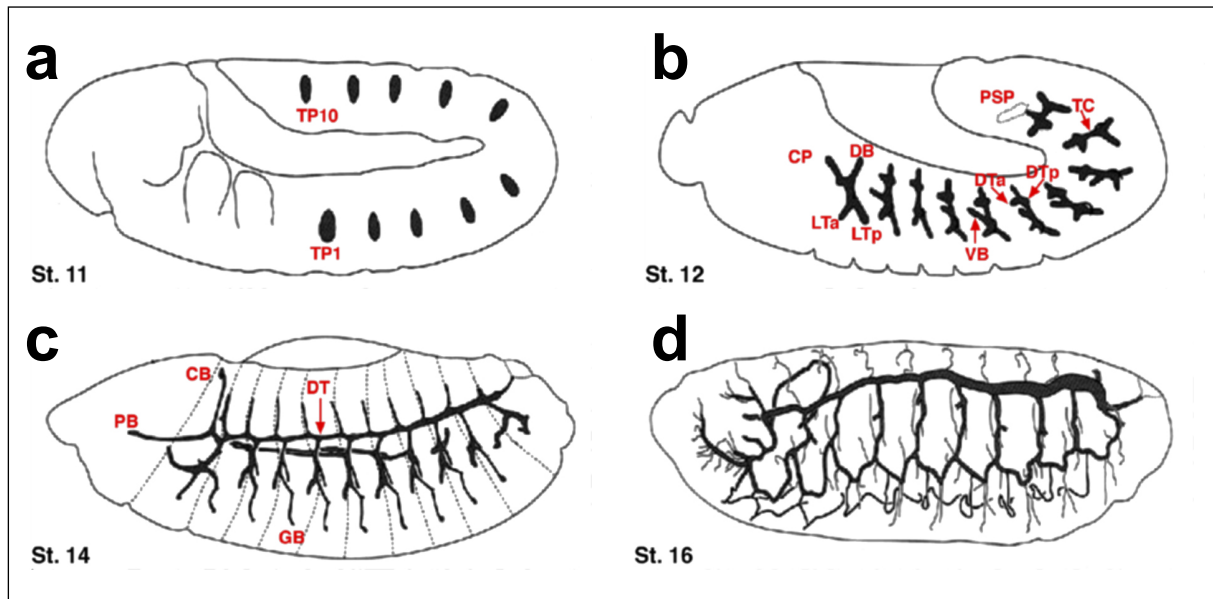 a
TP10
TP1
St. 11
b
PSP
TC
CP
DB
DTa
DTp
LTa
LTp
VB
St. 12
c
CB
DT
PB
GB
St. 14
d
St. 16